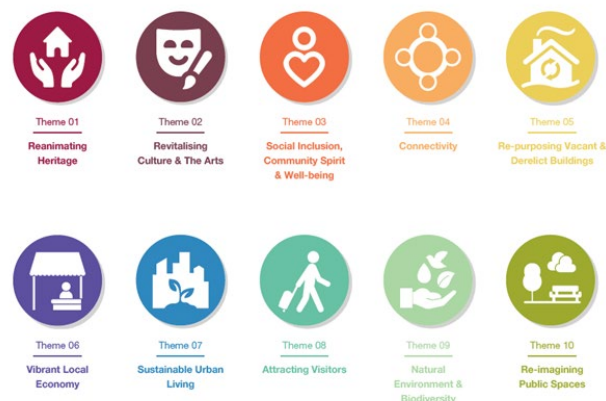 Theme 01
Reanimating
Heritage
Theme 02
Revitalising
Culture & The Arts
Theme 03
Social Inclusion,
Community Spirit
& Well-being
Theme 04
Connectivity
Theme 05
Re-purposing Vacant &
Derelict Buildings
Theme 06
Vibrant Local
Economy
Theme 07
Sustainable Urban
Living
Theme 08
Attracting Visitors
Theme 09
Natural
Environment &
Biodiversity
Theme 10
Re-imagining
Public Spaces